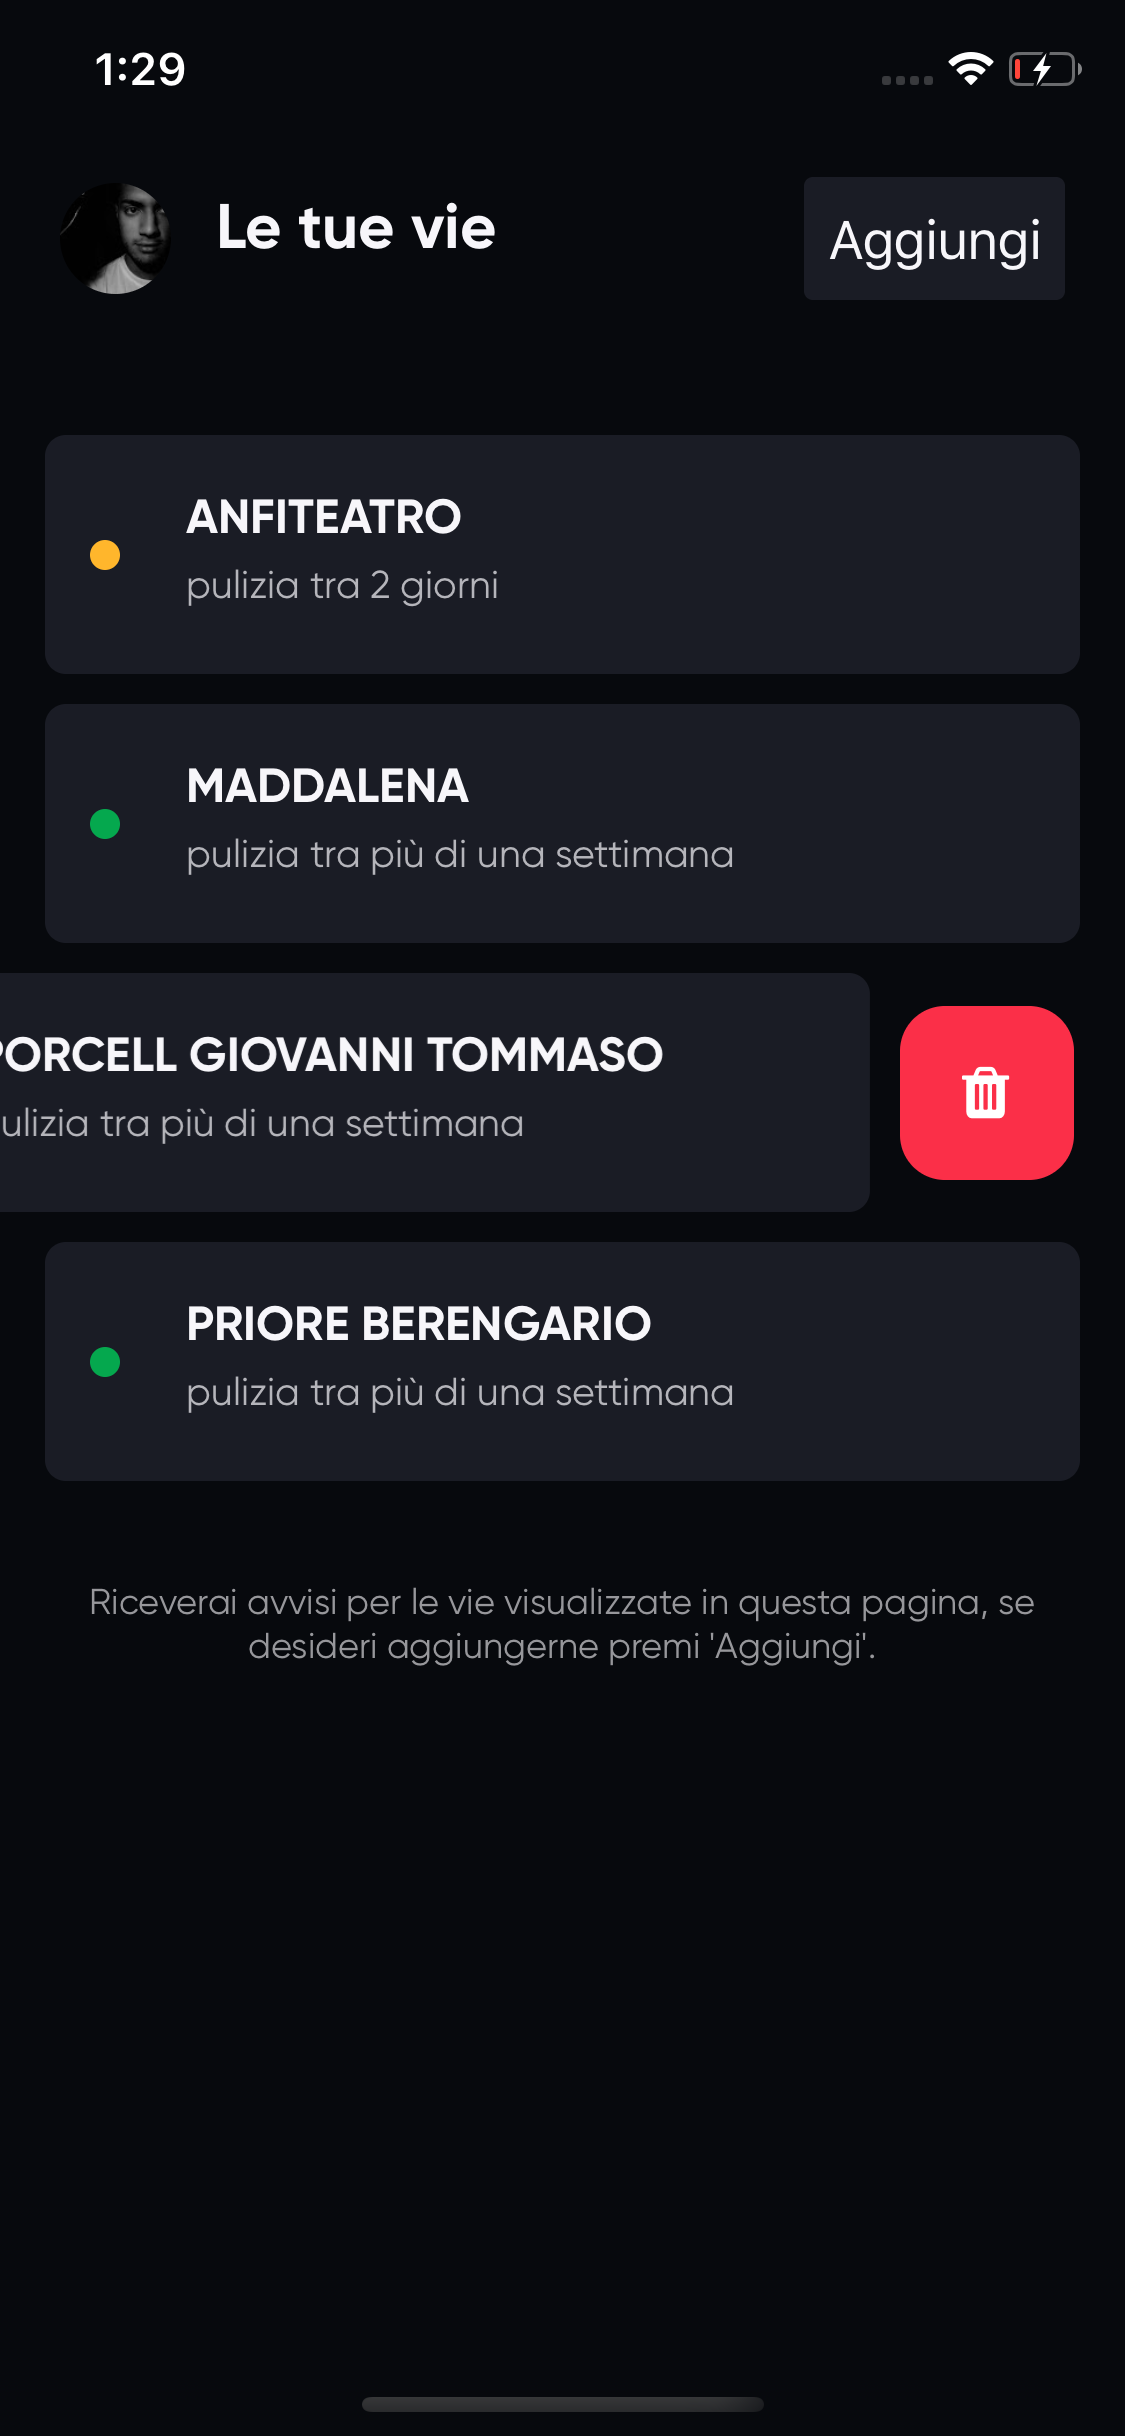 1:29
Le tue vie
Aggiungi
ANFITEATRO
pulizia tra 2 giorni
MADDALENA
pulizia tra più di una settimana
PORCELL GIOVANNI TOMMASO
ulizia tra più di una settimana
PRIORE BERENGARIO
pulizia tra più di una settimana
Riceverai avvisi per le vie visualizzate in questa pagina, se
desideri aggiungerne premi 'Aggiungi'.